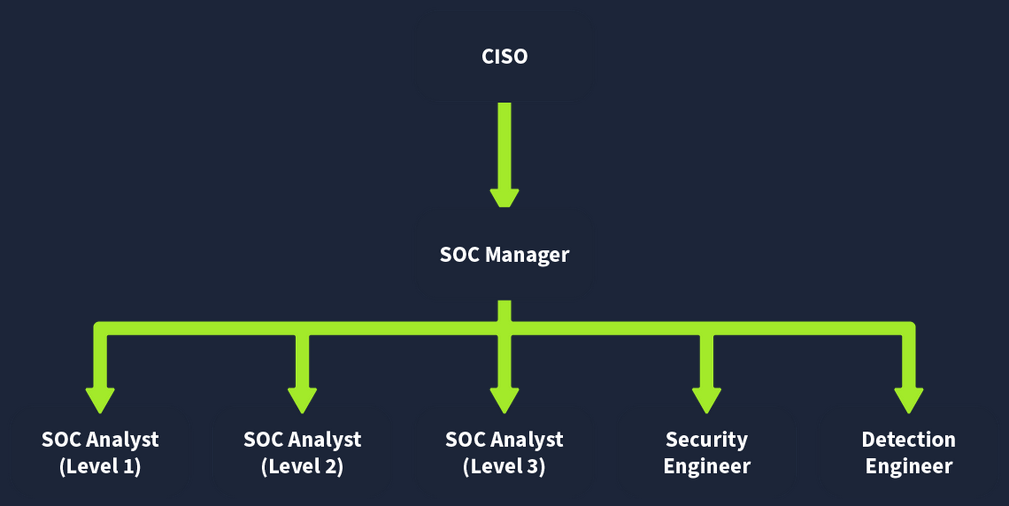 CISO
SOC Manager
SOC Analyst
(Level 1)
SOC Analyst
(Level 2)
SOC Analyst
(Level 3)
Security
Engineer
Detection
Engineer